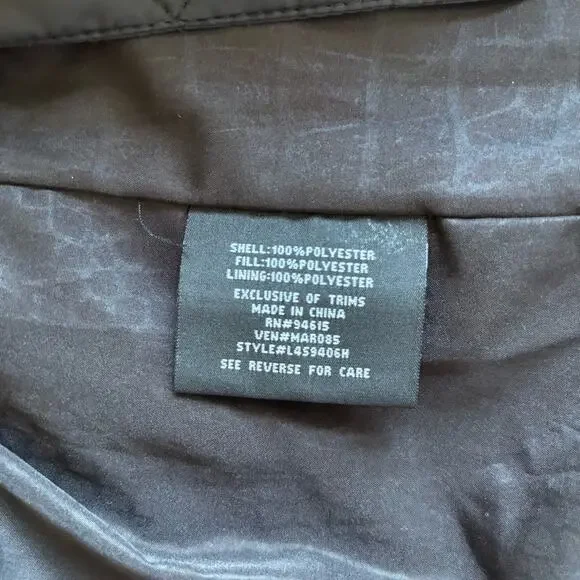 SHELL:100%POLYESTER
FILL:100%POLYESTER
LINING:100%POLYESTER
EXCLUSIVE OF TRIMS
MADE IN CHINA
RN#94615
VEN#MAR085
STYLE#L4S9406H
SEE REVERSE FOR CARE